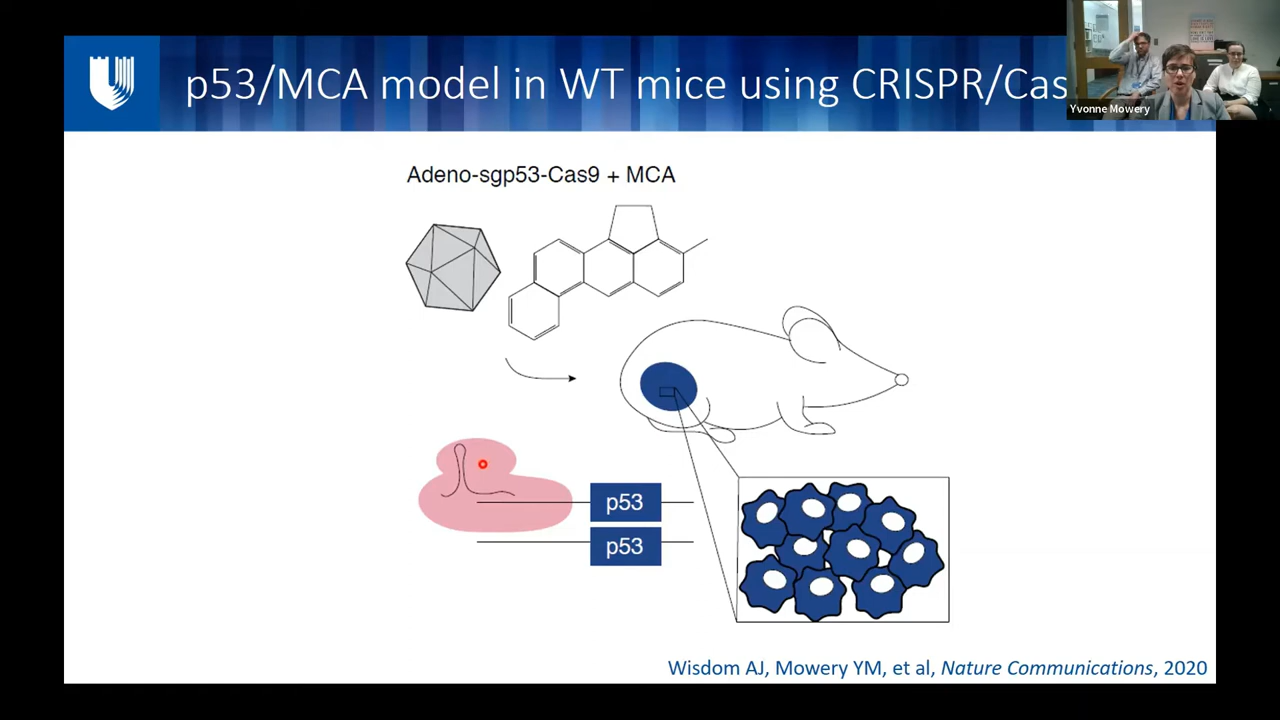 p53/MCA model in WT mice using CRISPR/Cas
Yvonne Mowery
Adeno-sgp53-Cas9 + MCA
p53
p53
Wisdom AJ, Mowery YM, et al, Nature Communications, 2020